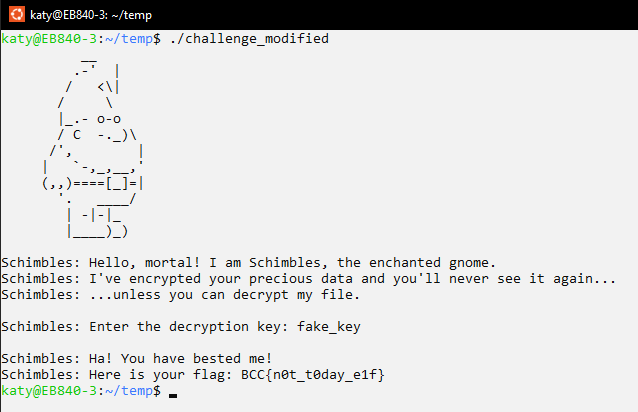 katy@EB840-3: ~/temp
katy@EB840-3:~/temp$ ./challenge_modified
            __
         .-'  |
        /   <\|
       /     \
       |_.- o-o
       / C  -._)\
      /',        |
     |   `-,_,__,'
     (,,)====[_]=|
       '.   ____/
        | -|-|_
        |____)_)
Schimbles: Hello, mortal! I am Schimbles, the enchanted gnome.
Schimbles: I've encrypted your precious data and you'll never see it again...
Schimbles: ...unless you can decrypt my file.
Schimbles: Enter the decryption key: fake_key
Schimbles: Ha! You have bested me!
Schimbles: Here is your flag: BCC{n0t_t0day_e1f}
katy@EB840-3:~/temp$